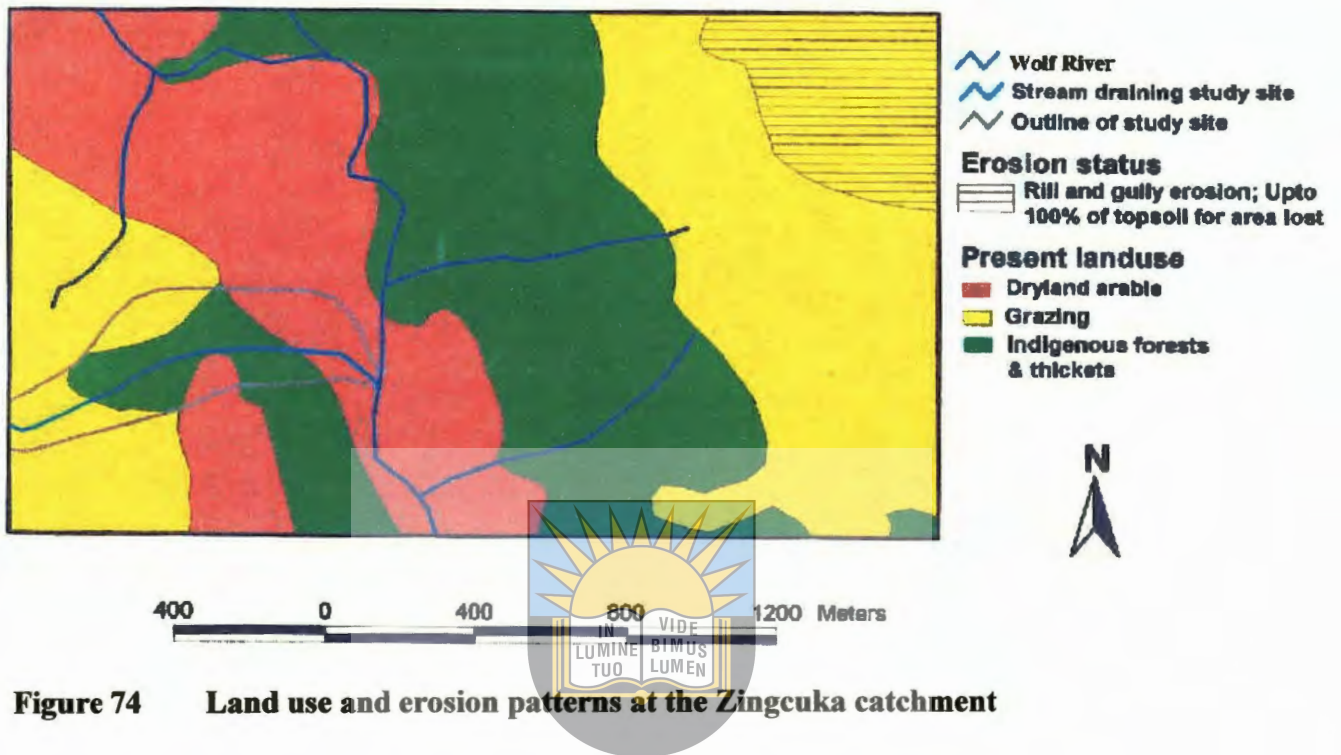 Wolf River
Stream draining study site
Outline of study site
Erosion status
Rill and gully erosion; Upto
100% of topsoil for area lost
Present landuse
Dryland arable
Grazing
Indigenous forests
& thickets
N
400 0 400 800 1200 Meters
IN
LUMINE
TUO
VIDE
BIMUS
LUMEN
Figure 74 Land use and erosion patterns at the Zingcuka catchment